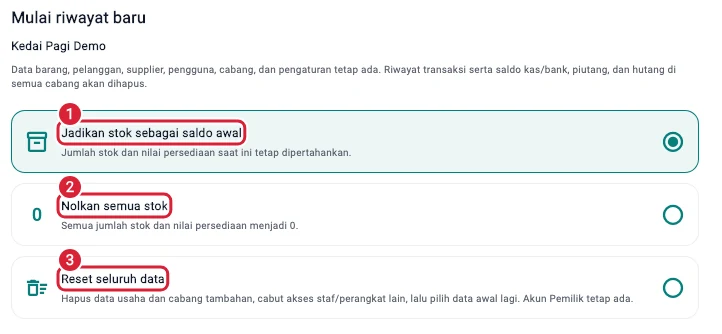 Mulai riwayat baru
Kedai Pagi Demo
Data barang, pelanggan, supplier, pengguna, cabang, dan pengaturan tetap ada. Riwayat transaksi serta saldo kas/bank, piutang, dan hutang di
semua cabang akan dihapus.
1
Jadikan stok sebagai saldo awal
Jumlah stok dan nilai persediaan saat ini tetap dipertahankan.
2
0 Nolkan semua stok
Semua jumlah stok dan nilai persediaan menjadi 0.
3
Reset seluruh data
Hapus data usaha dan cabang tambahan, cabut akses staf/perangkat lain, lalu pilih data awal lagi. Akun Pemilik tetap ada.